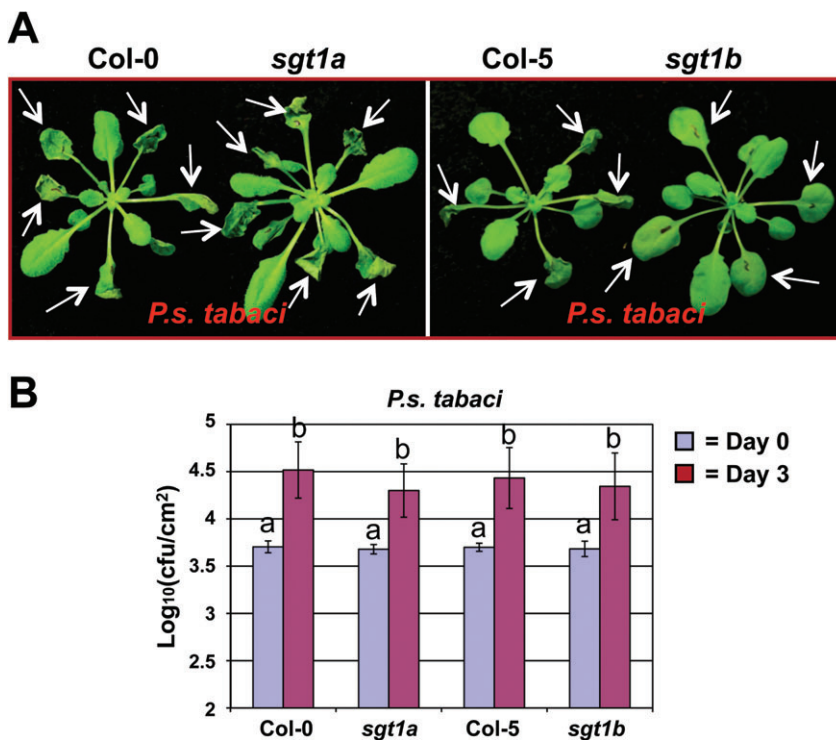 A
Col-0 sgt1a Col-5 sgt1b
P.s. tabaci P.s. tabaci
B
P.s. tabaci
= Day 0
= Day 3
Log10(cfu/cm²)
5
4.5
4
3.5
3
2.5
2
a b a b a b a b
Col-0 sgt1a Col-5 sgt1b